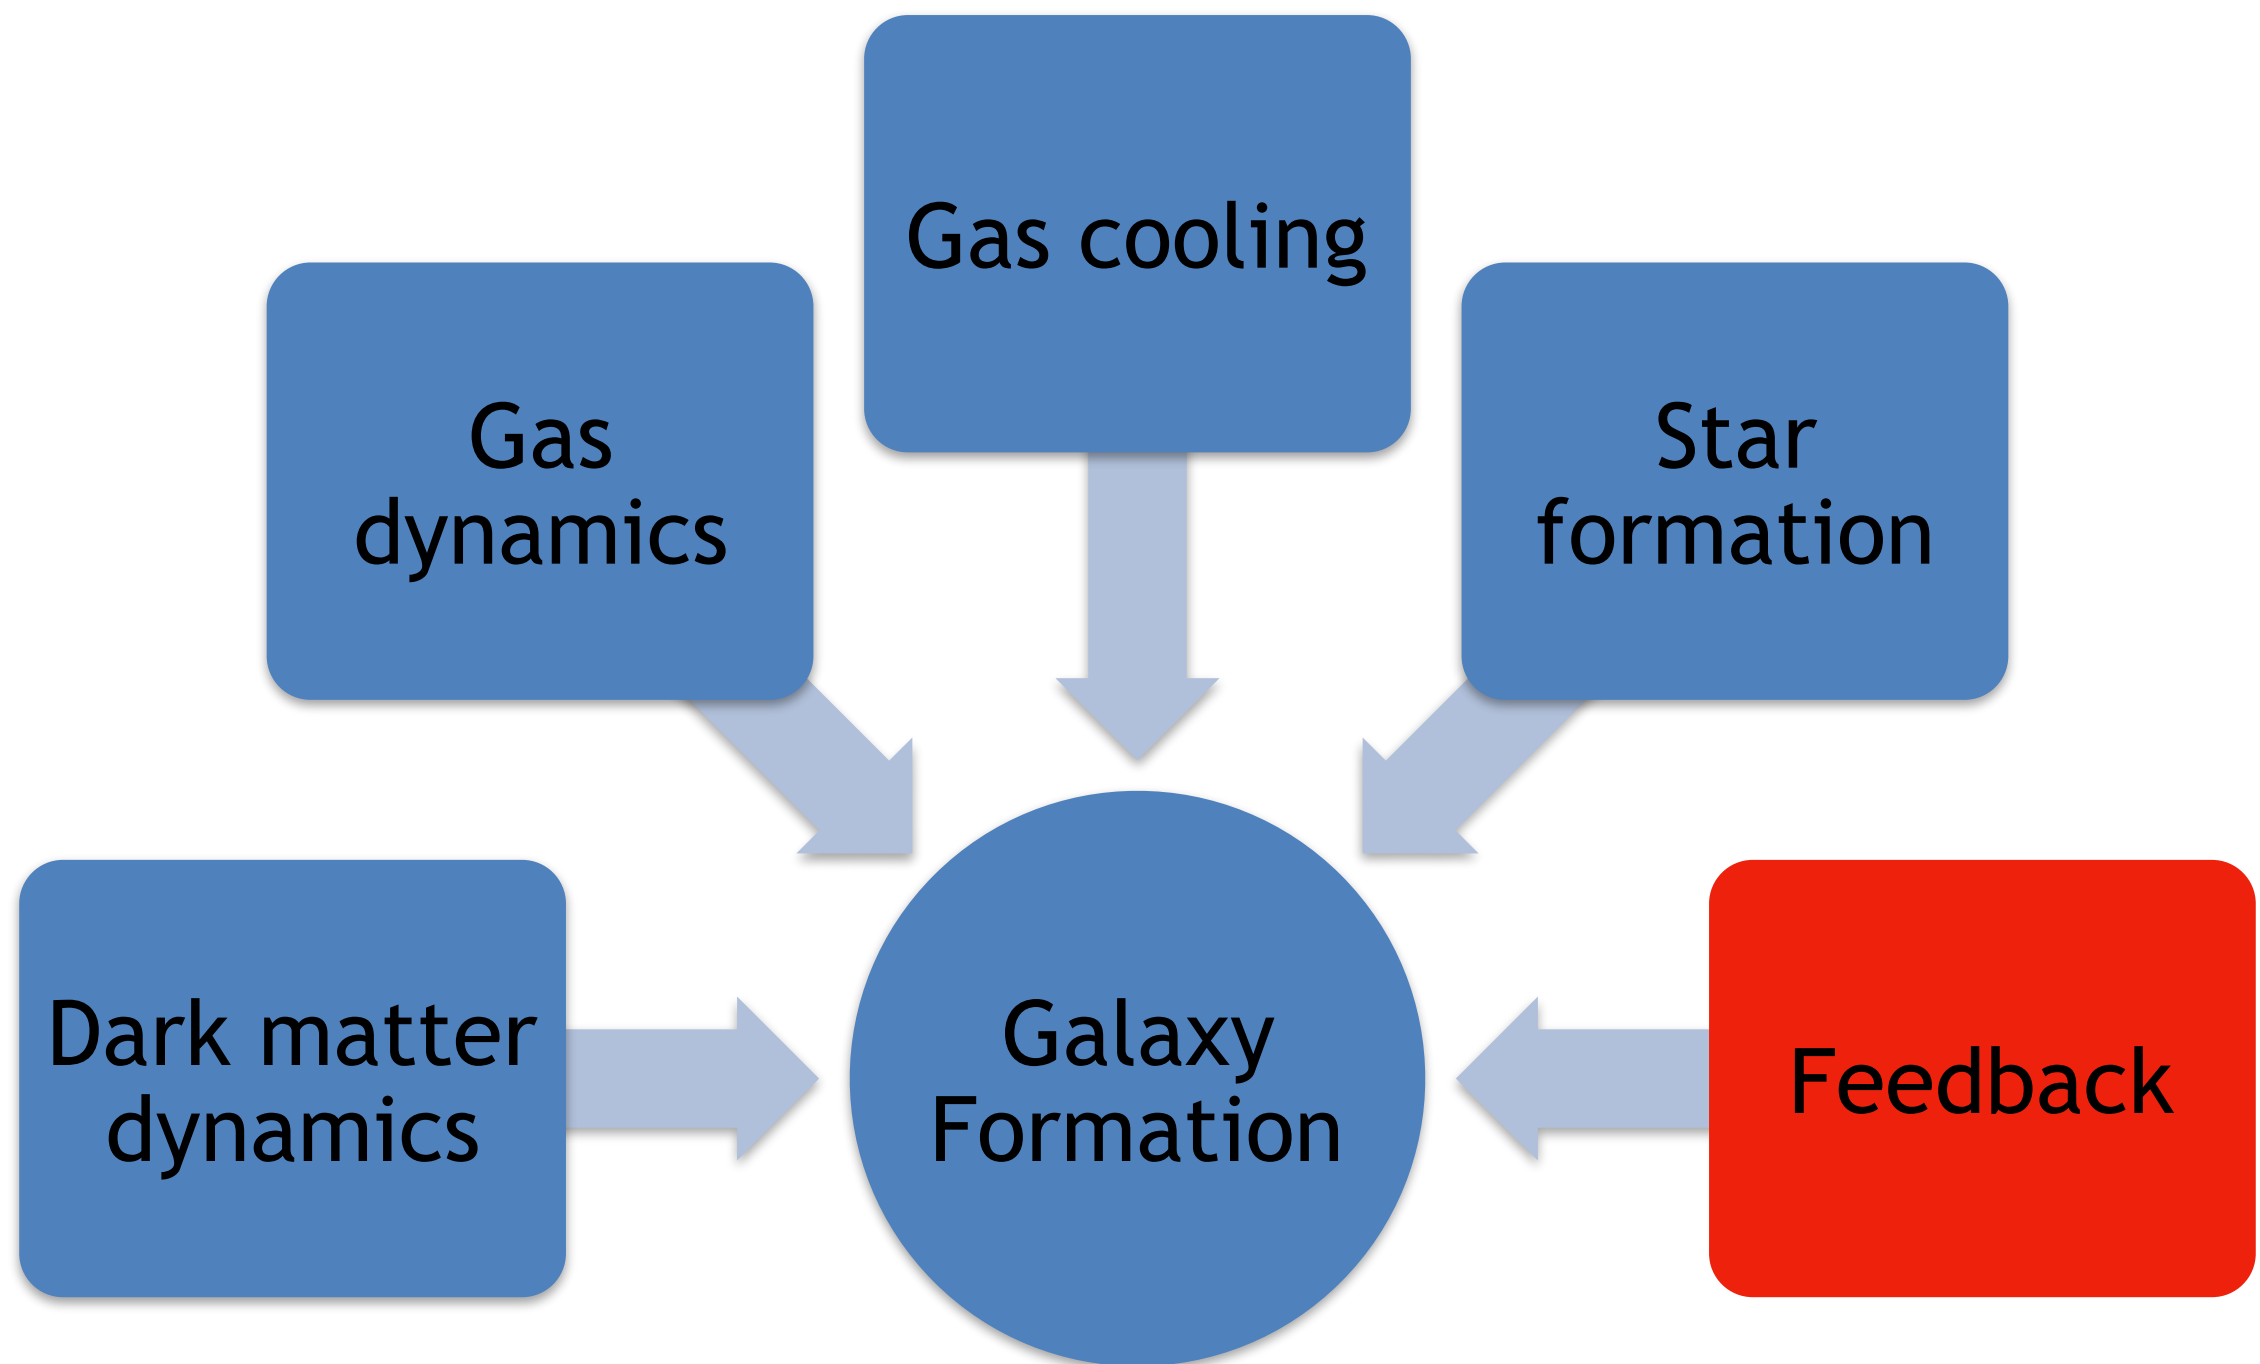 Gas cooling
Gas
dynamics
Star
formation
Dark matter
dynamics
Galaxy
Formation
Feedback